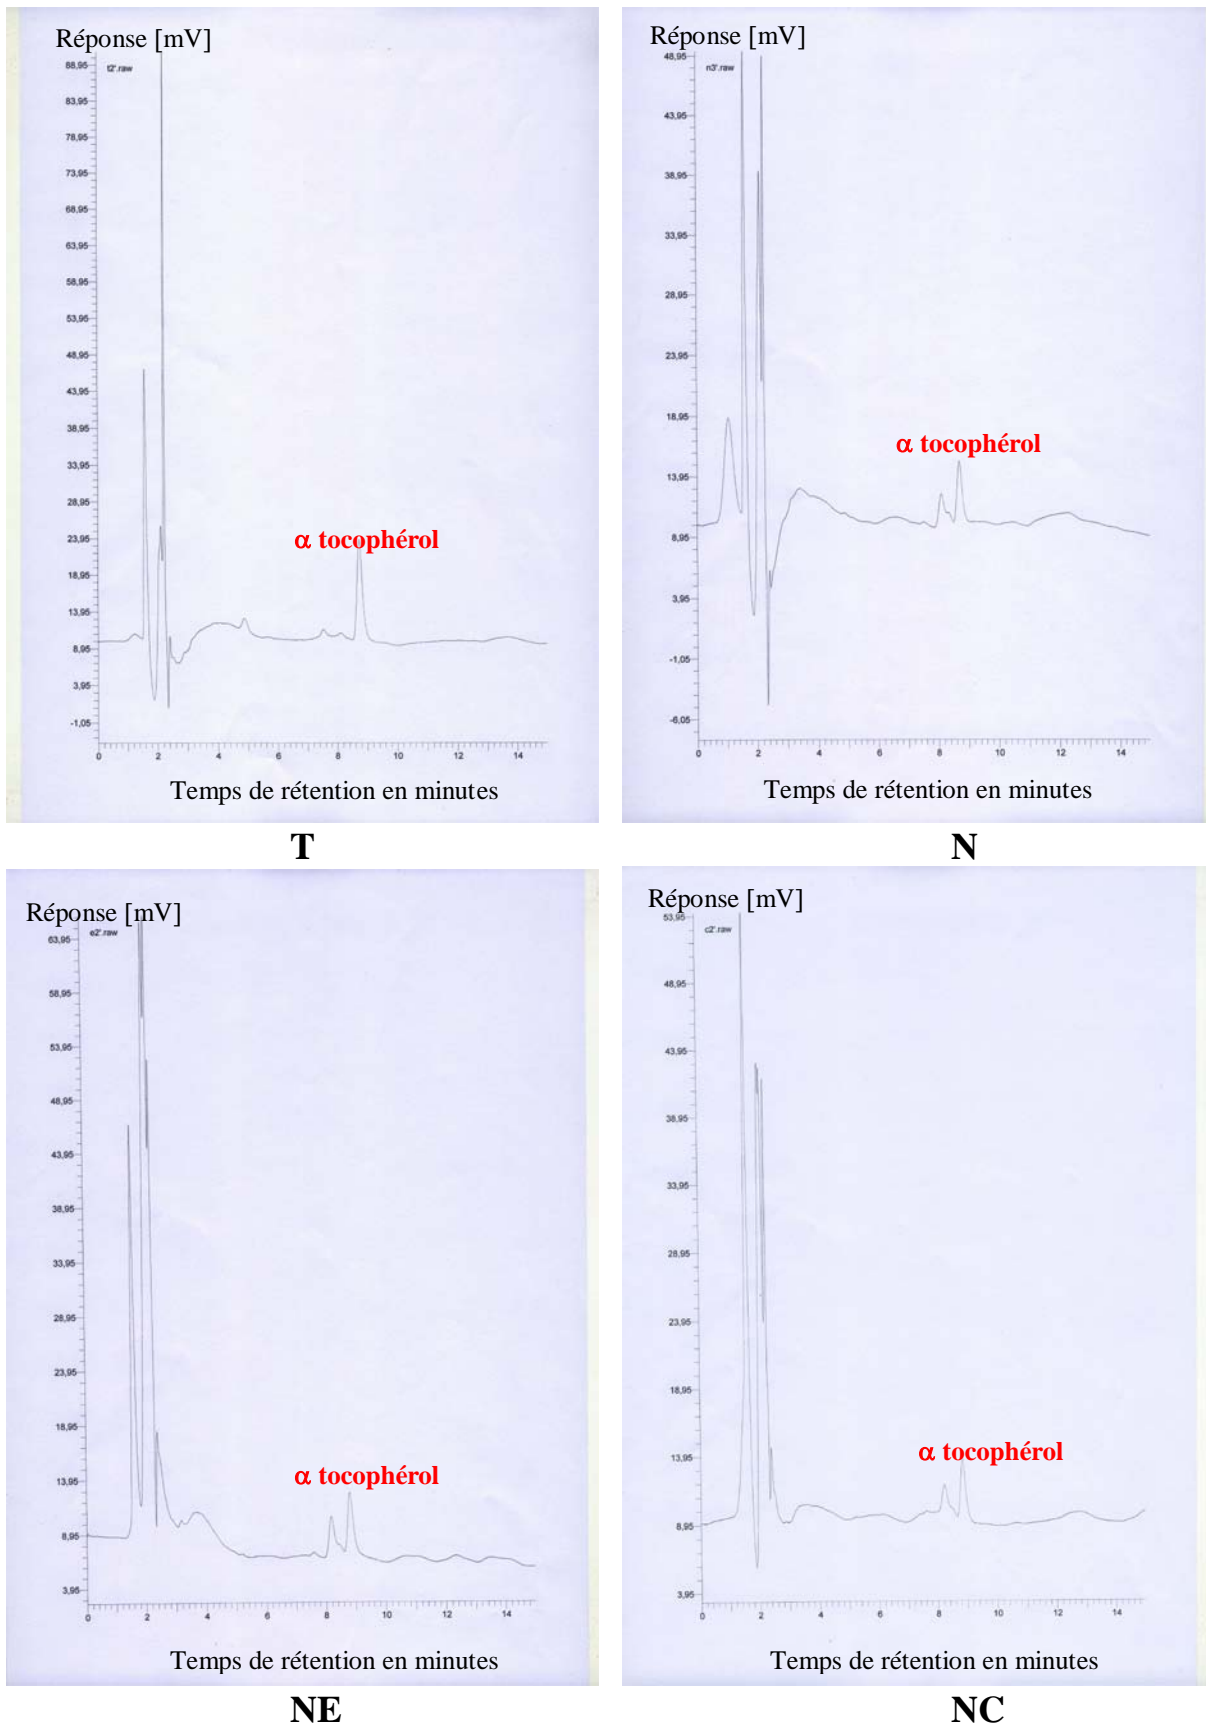 Réponse [mV]
t2'.raw
88,95
83,95
78,95
73,95
68,95
63,95
58,95
53,95
48,95
43,95
38,95
33,95
28,95
23,95
18,95
13,95
8,95
3,95
-1,05
α tocophérol
0 2 4 6 8 10 12 14
Temps de rétention en minutes
T
Réponse [mV]
n3'.raw
48,95
43,95
38,95
33,95
28,95
23,95
18,95
13,95
8,95
3,95
-1,05
-6,05
α tocophérol
0 2 4 6 8 10 12 14
Temps de rétention en minutes
N
Réponse [mV]
e2'.raw
63,95
58,95
53,95
48,95
43,95
38,95
33,95
28,95
23,95
18,95
13,95
8,95
3,95
α tocophérol
0 2 4 6 8 10 12 14
Temps de rétention en minutes
NE
Réponse [mV]
c2'.raw
53,95
48,95
43,95
38,95
33,95
28,95
23,95
18,95
13,95
8,95
3,95
α tocophérol
0 2 4 6 8 10 12 14
Temps de rétention en minutes
NC